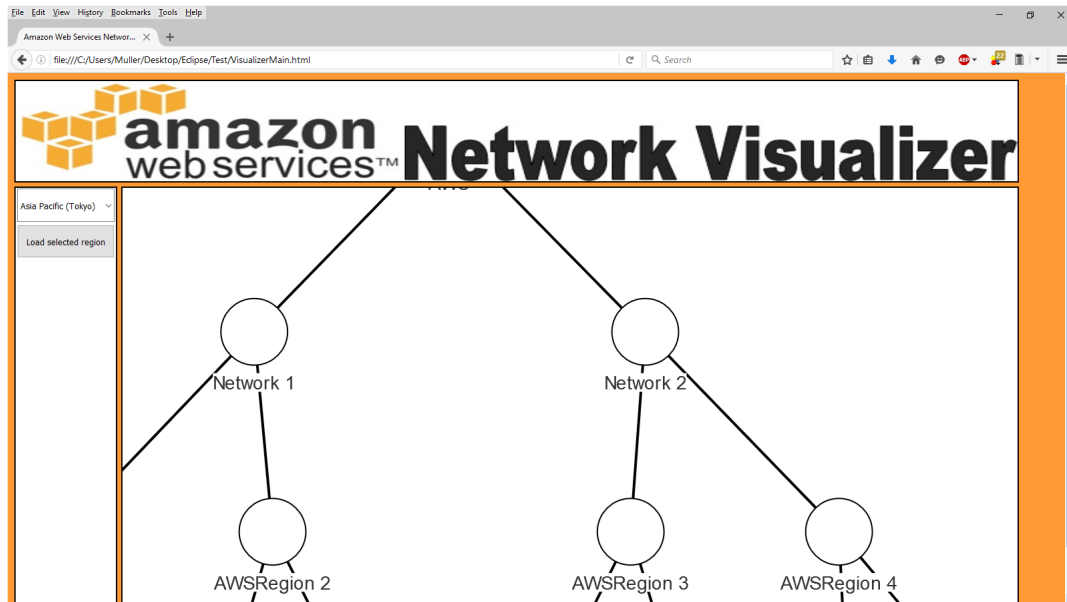 File Edit View History Bookmarks Tools Help
Amazon Web Services Networ...
file:///C:/Users/Muller/Desktop/Eclipse/Test/VisualizerMain.html
Search
ABP
22
amazon
web services™
Network Visualizer
Asia Pacific (Tokyo)
Load selected region
Network 1
Network 2
AWSRegion 2
AWSRegion 3
AWSRegion 4